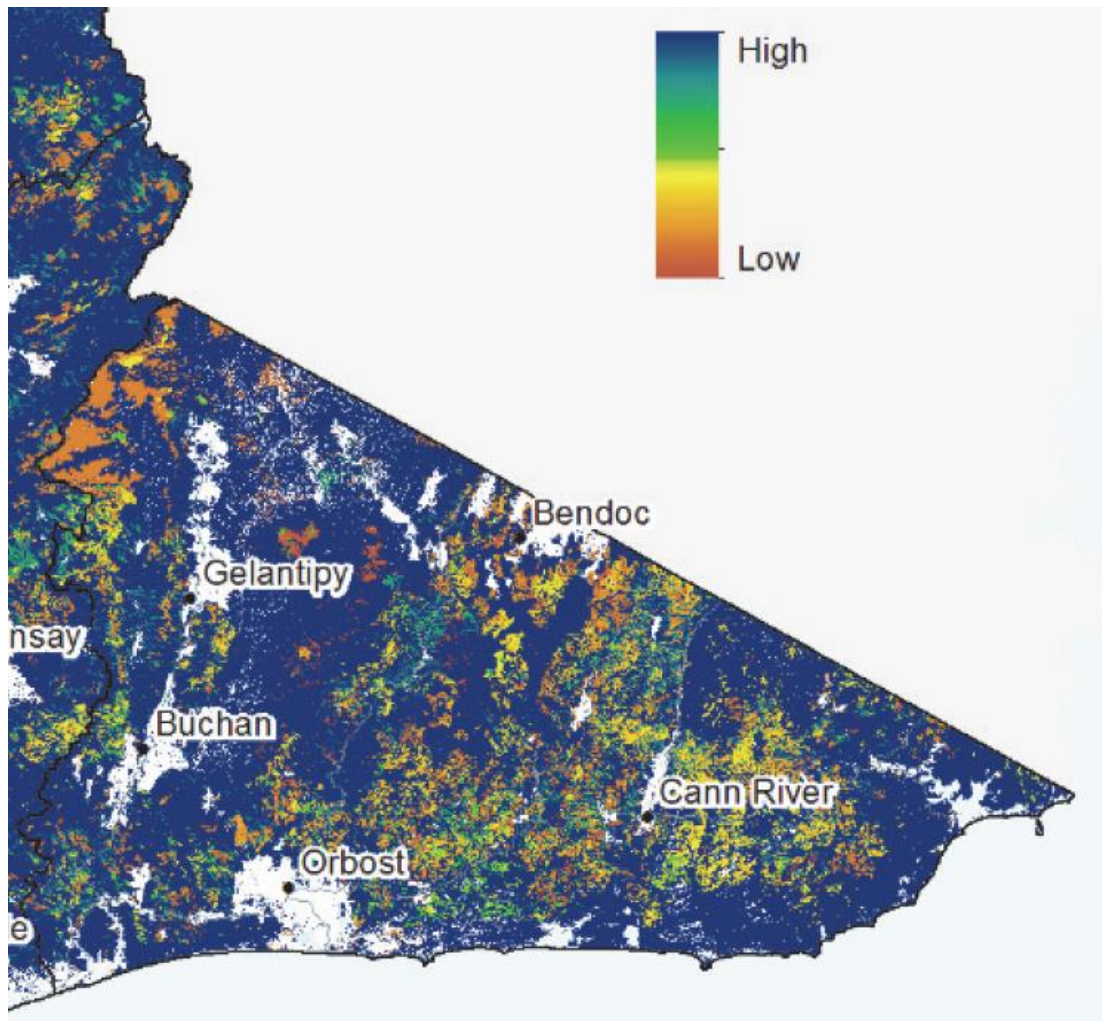 High
Low
Bendoc
Gelantipy
nsay
Buchan
Cann River
Orbost
e